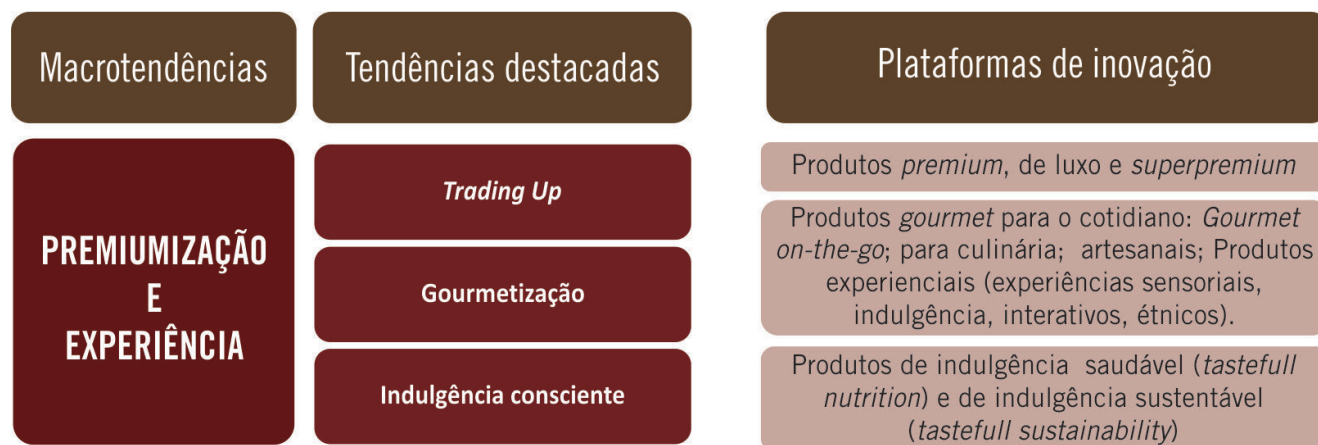 Macrotendências
Tendências destacadas
Plataformas de inovação
PREMIUMIZAÇÃO
E
EXPERIÊNCIA
Trading Up
Gourmetização
Indulgência consciente
Produtos premium, de luxo e superpremium
Produtos gourmet para o cotidiano: Gourmet
on-the-go; para culinária; artesanais; Produtos
experienciais (experiências sensoriais,
indulgência, interativos, étnicos).
Produtos de indulgência saudável (tastefull
nutrition) e de indulgência sustentável
(tastefull sustainability)